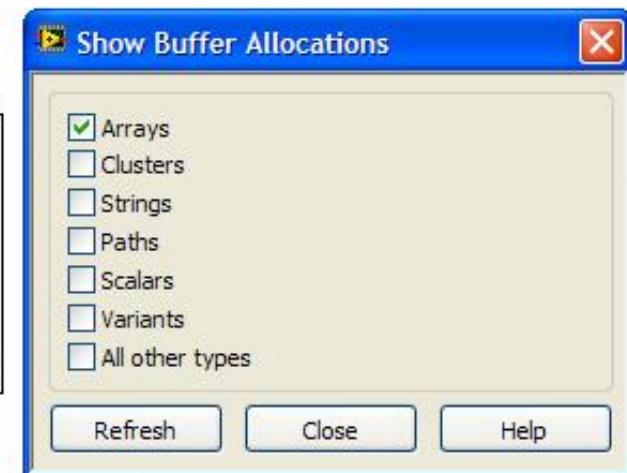 Show Buffer Allocations
Arrays
Clusters
Strings
Paths
Scalars
Variants
All other types
Refresh Close Help